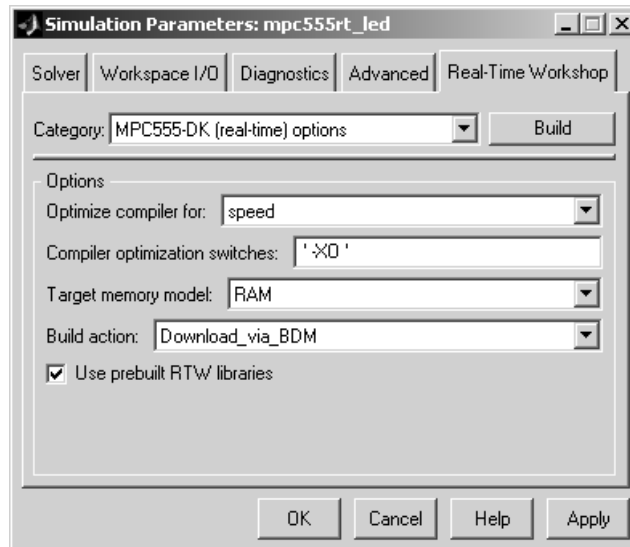 Simulation Parameters: mpc555rt_led
Solver Workspace I/O Diagnostics Advanced Real-Time Workshop
Category: MPC555-DK (real-time) options Build
Options
Optimize compiler for: speed
Compiler optimization switches: '-XO '
Target memory model: RAM
Build action: Download_via_BDM
Use prebuilt RTW libraries
OK Cancel Help Apply